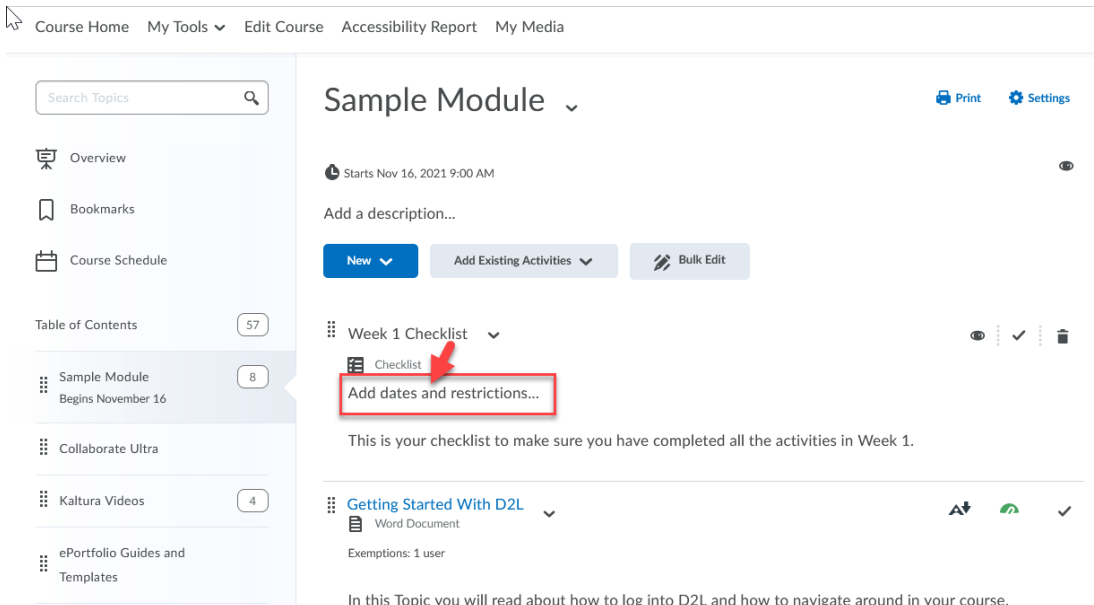 Course Home My Tools Edit Course Accessibility Report My Media
Search Topics
Overview
Bookmarks
Course Schedule
Table of Contents 57
Sample Module 8
Begins November 16
Collaborate Ultra
Kaltura Videos 4
ePortfolio Guides and
Templates
Sample Module
Print Settings
Starts Nov 16, 2021 9:00 AM
Add a description...
New Add Existing Activities Bulk Edit
Week 1 Checklist
Checklist
Add dates and restrictions...
This is your checklist to make sure you have completed all the activities in Week 1.
Getting Started With D2L
Word Document
Exemptions: 1 user
In this Topic you will read about how to log into D2L and how to navigate around in your course.